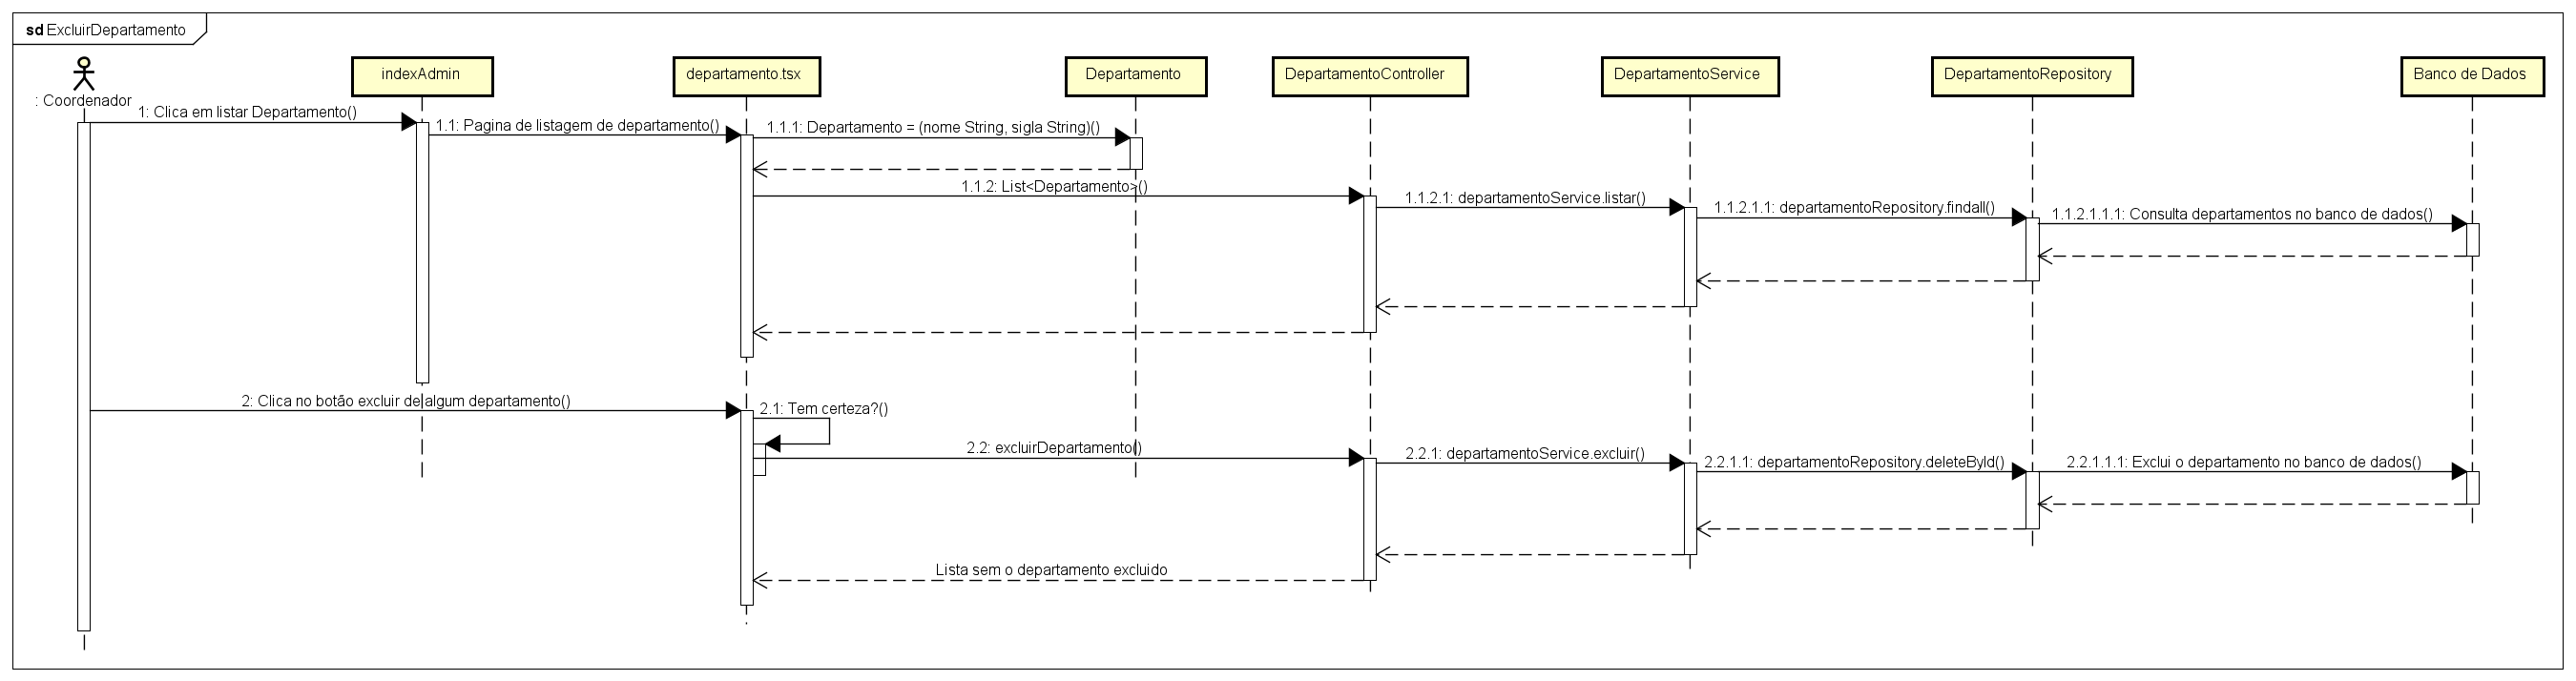 sd ExcluirDepartamento
: Coordenador
indexAdmin
departamento.tsx
Departamento
DepartamentoController
DepartamentoService
DepartamentoRepository
Banco de Dados
1: Clica em listar Departamento()
1.1: Pagina de listagem de departamento()
1.1.1: Departamento = (nome String, sigla String)()
1.1.2: List<Departamento>()
1.1.2.1: departamentoService.listar()
1.1.2.1.1: departamentoRepository.findall()
1.1.2.1.1.1: Consulta departamentos no banco de dados()
2: Clica no botão excluir de algum departamento()
2.1: Tem certeza?()
2.2: excluirDepartamento()
2.2.1: departamentoService.excluir()
2.2.1.1: departamentoRepository.deleteById()
2.2.1.1.1: Exclui o departamento no banco de dados()
Lista sem o departamento excluido